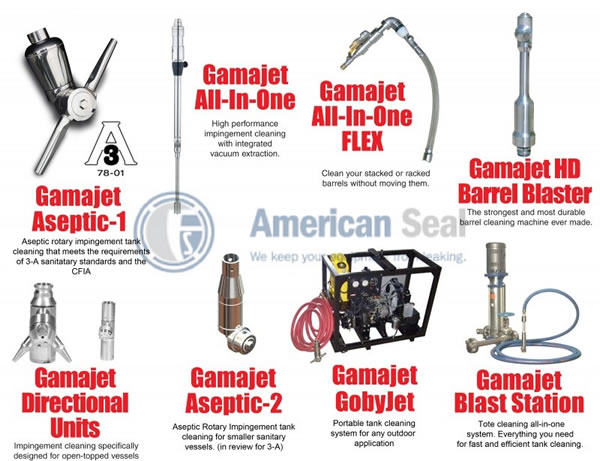 A
3
78-01
Gamajet
Aseptic-1
Aseptic rotary impingement tank
cleaning that meets the requirements
of 3-A sanitatary standards and the
CFIA
Gamajet
All-In-One
High performance
impingement cleaning
with integrated
vacuum extraction.
Gamajet
All-In-One
FLEX
Clean your stacked or racked
barrels without moving them.
Gamajet HD
Barrel Blaster
The strongest and most durable
barrel cleaning machine ever made.
American Seal
We keep your equipment from leaking.
Gamajet
Directional
Units
Impingement cleaning specifically
designed for open-topped vessels
Gamajet
Aseptic-2
Aseptic Rotary Impingement tank
cleaning for smaller sanitary
vessels. (in review for 3-A)
Gamajet
GobyJet
Portable tank cleaning
system for any outdoor
application
Gamajet
Blast Station
Tote cleaning all-in-one
system. Everything you need
for fast and efficient tank cleaning.